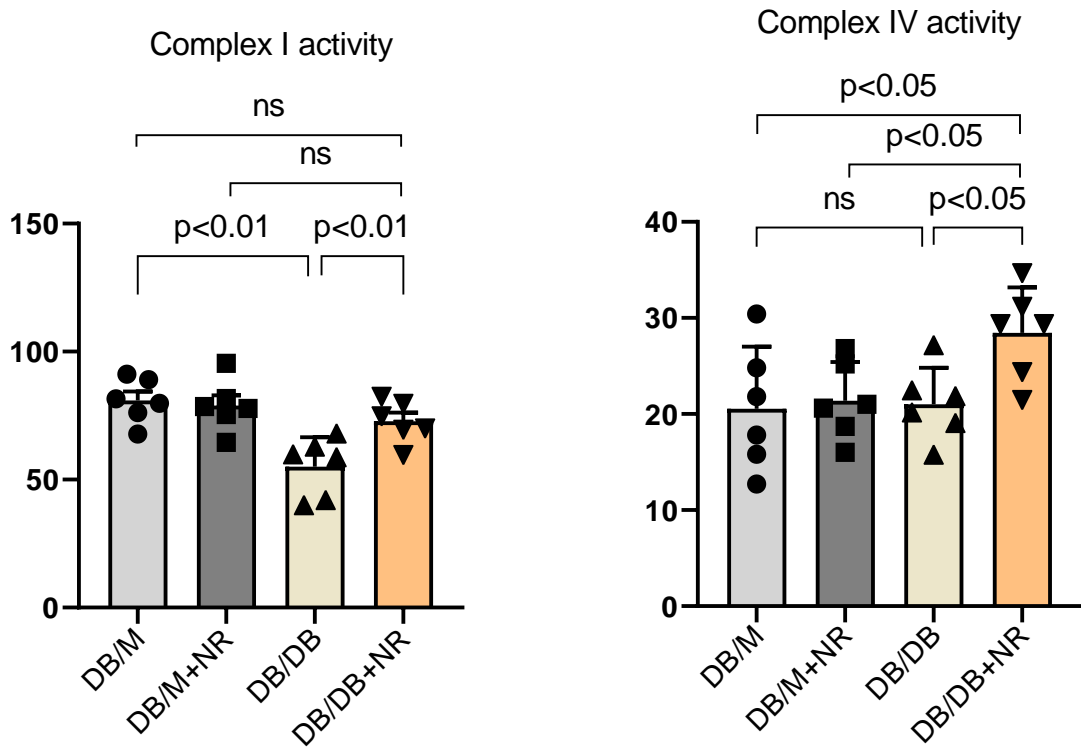 Complex I activity
ns
ns
p<0.01 p<0.01
150
100
50
0
DB/M
DB/M+NR
DB/DB
DB/DB+NR
Complex IV activity
p<0.05
p<0.05
ns p<0.05
40
30
20
10
0
DB/M
DB/M+NR
DB/DB
DB/DB+NR